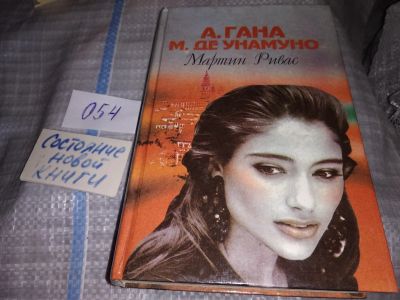 А. ГАНА
М. ДЕ УНАМУНО
Мартин Ривас
054
СОСТОЯНИЕ
НОВОЙ
КНИГИ